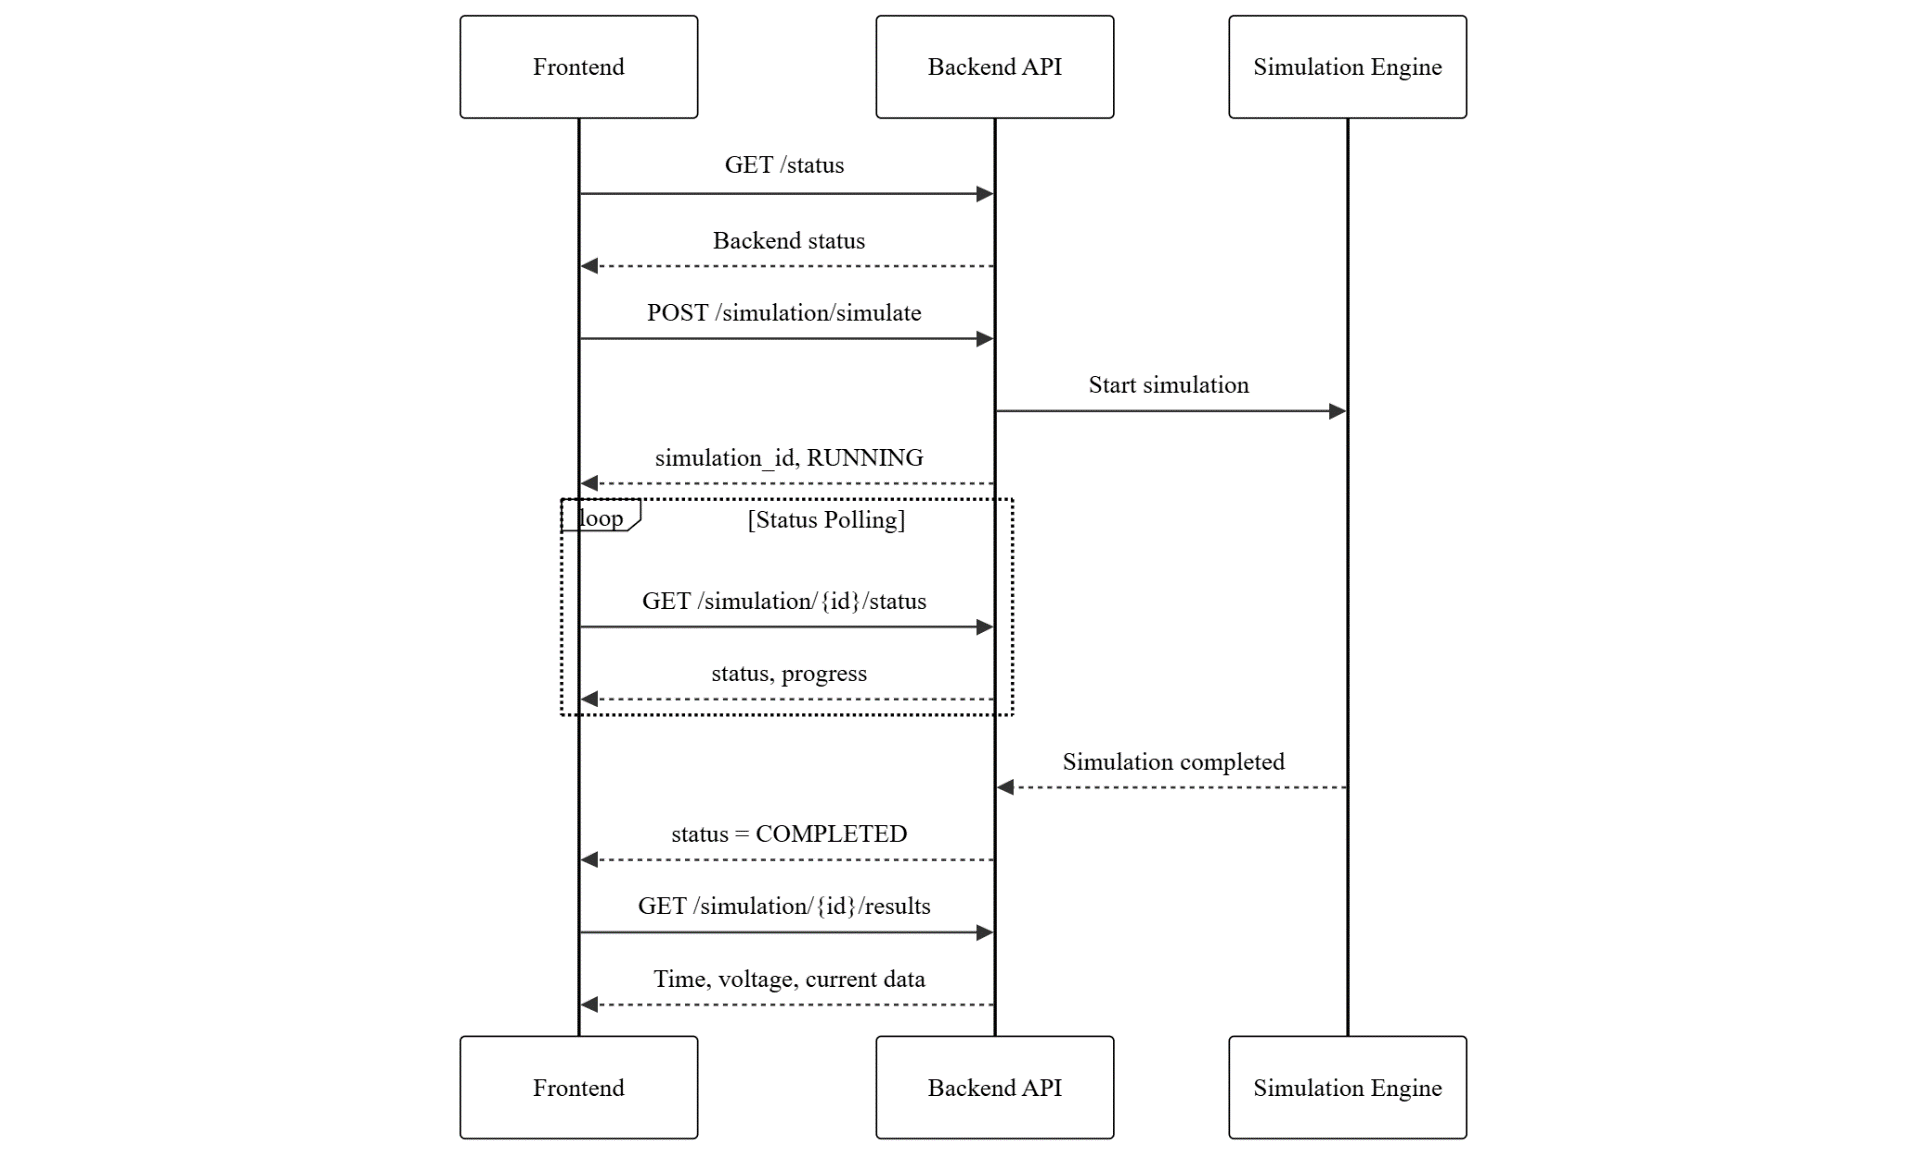 Frontend
Backend API
Simulation Engine
GET /status
Backend status
POST /simulation/simulate
Start simulation
simulation_id, RUNNING
loop
[Status Polling]
GET /simulation/{id}/status
status, progress
Simulation completed
status = COMPLETED
GET /simulation/{id}/results
Time, voltage, current data
Frontend
Backend API
Simulation Engine